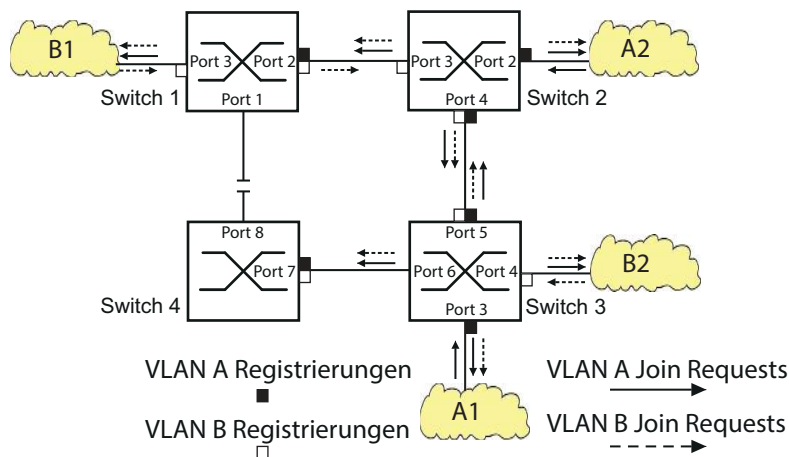 B1
Port 3
Port 2
Port 1
Switch 1
Port 3
Port 2
Port 4
Switch 2
A2
Port 8
Port 7
Switch 4
Port 5
Port 6
Port 4
Port 3
Switch 3
B2
A1
VLAN A Registrierungen
VLAN B Registrierungen
VLAN A Join Requests
VLAN B Join Requests